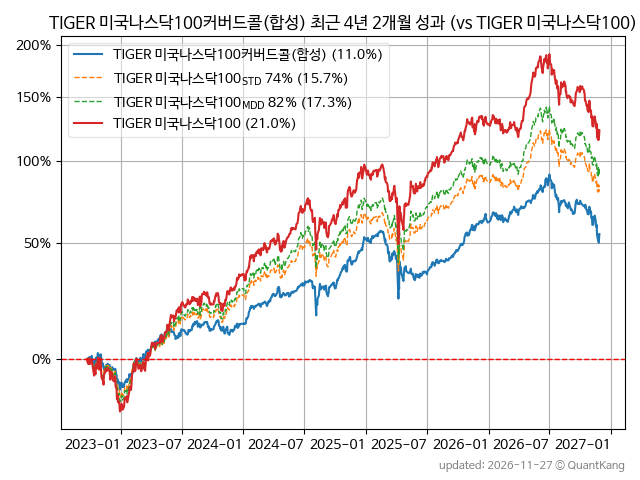 TIGER 미국나스닥100커버드콜(합성) 최근 4년 2개월 성과 (vs TIGER 미국나스닥100)
200%
150%
100%
50%
0%
TIGER 미국나스닥100커버드콜(합성) (11.0%)
TIGER 미국나스닥100STD 74% (15.7%)
TIGER 미국나스닥100MDD 82% (17.3%)
TIGER 미국나스닥100 (21.0%)
2023-01 2023-07 2024-01 2024-07 2025-01 2025-07 2026-01 2026-07 2027-01
updated: 2026-11-27 © QuantKang